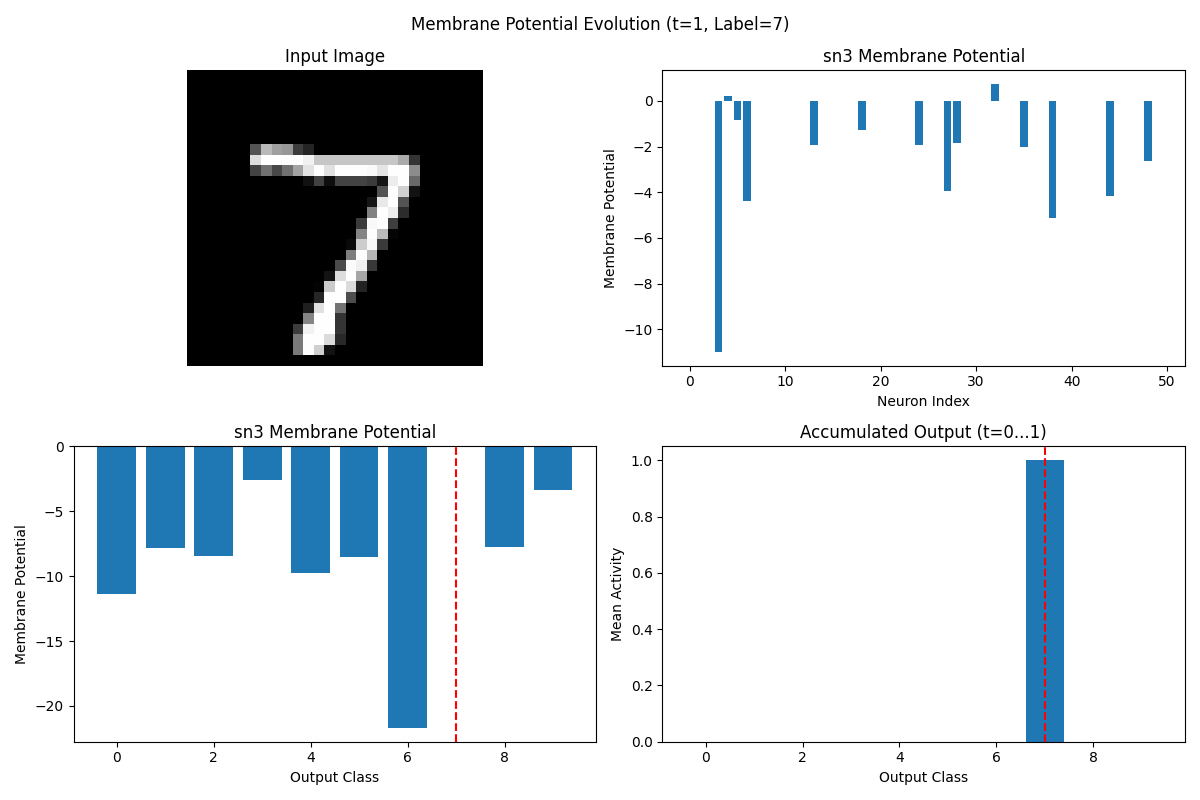 Membrane Potential Evolution (t=1, Label=7)
Input Image
7
sn3 Membrane Potential
Membrane Potential
0
−2
−4
−6
−8
−10
0 10 20 30 40 50
Neuron Index
sn3 Membrane Potential
Membrane Potential
0
−5
−10
−15
−20
0 2 4 6 8
Output Class
Accumulated Output (t=0...1)
Mean Activity
1.0
0.8
0.6
0.4
0.2
0.0
0 2 4 6 8
Output Class